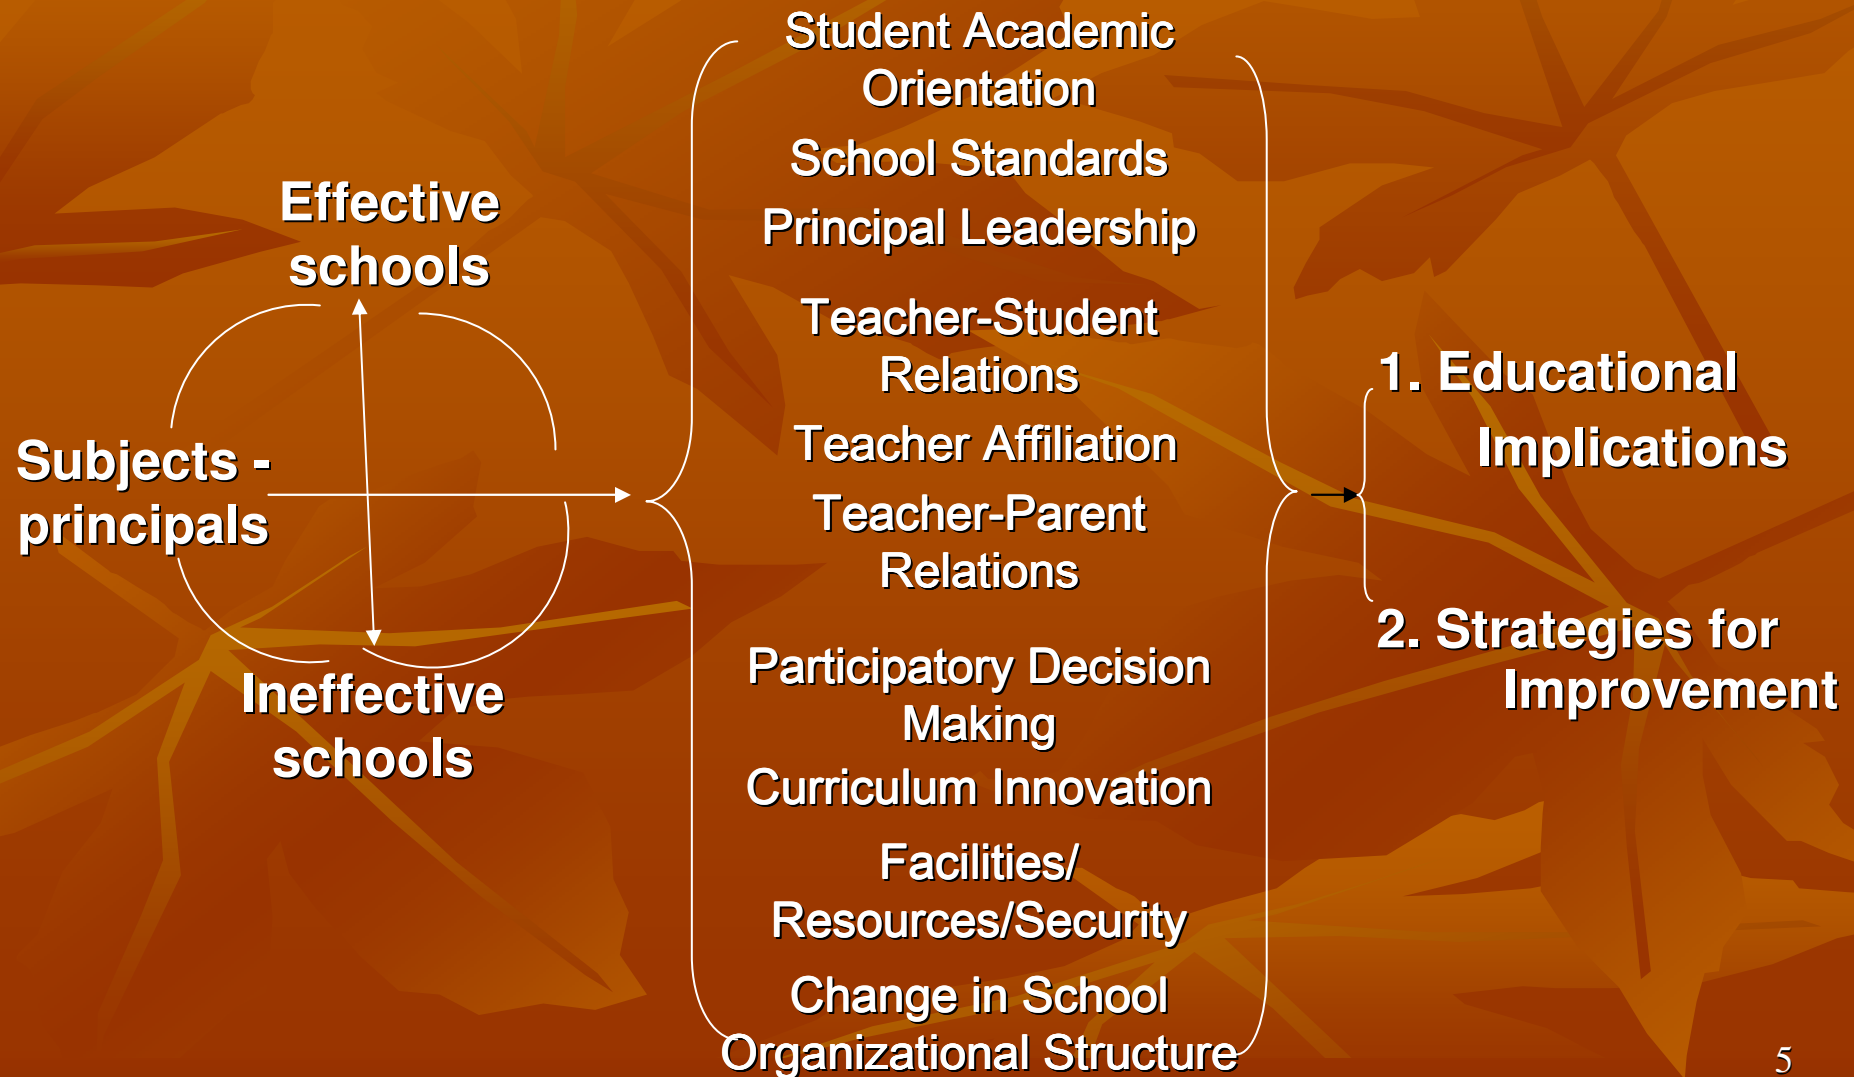 Effective
schools
Subjects -
principals
Ineffective
schools
Student Academic
Orientation
School Standards
Principal Leadership
Teacher-Student
Relations
Teacher Affiliation
Teacher-Parent
Relations
Participatory Decision
Making
Curriculum Innovation
Facilities/
Resources/Security
Change in School
Organizational Structure
1. Educational
Implications
2. Strategies for
Improvement
5